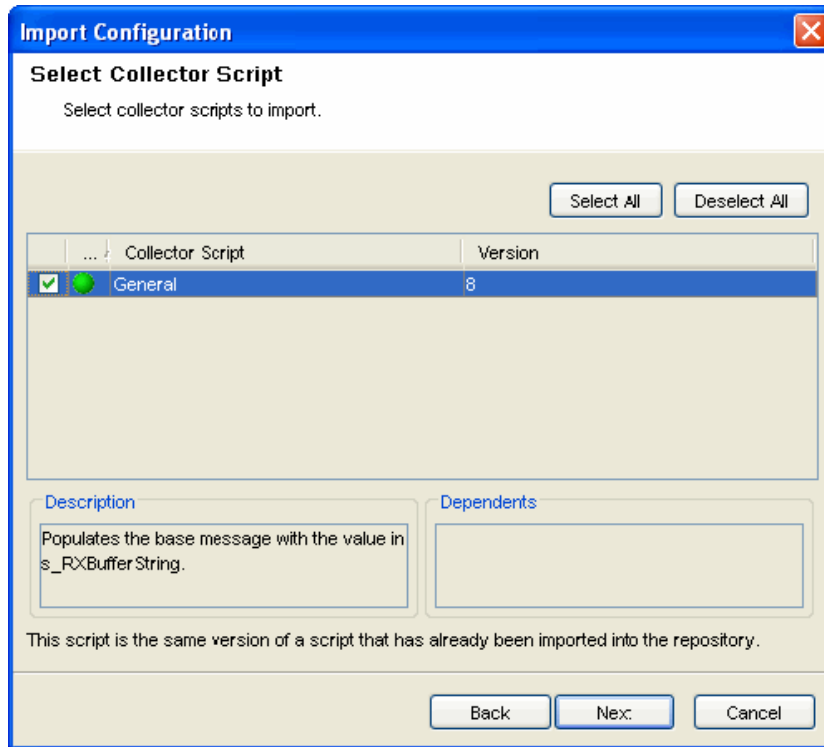 Import Configuration
Select Collector Script
Select collector scripts to import.
Select All
Deselect All
... Collector Script Version
General 8
Description
Dependents
Populates the base message with the value in
s_RXBufferString.
This script is the same version of a script that has already been imported into the repository.
Back
Next
Cancel